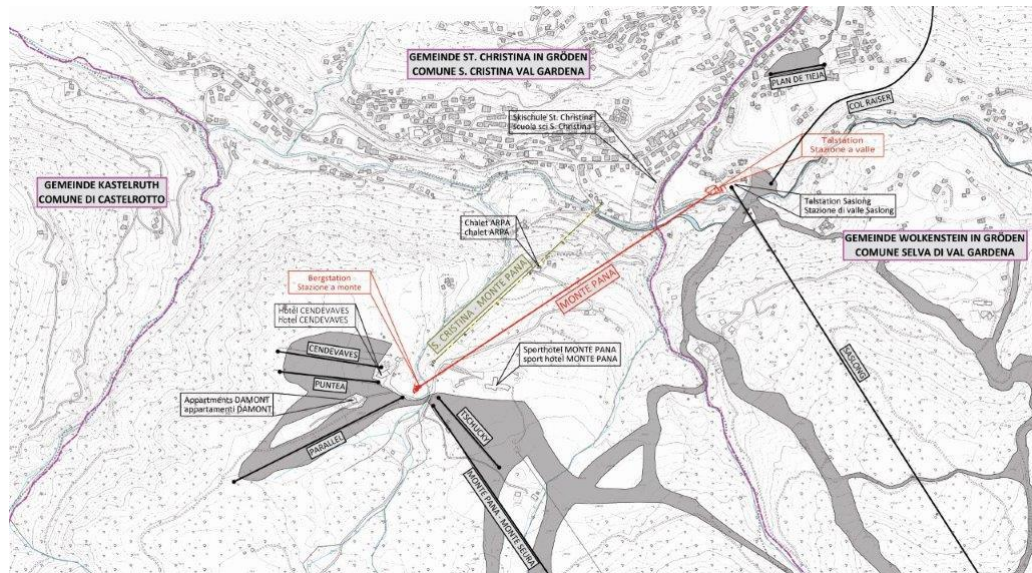 GEMEINDE ST. CHRISTINA IN GRÖDEN
COMUNE S. CRISTINA VAL GARDENA
PLAN DE TIEJA
COL RAISER
Skischule St. Christina
scuola sci S. Christina
Talstation
Stazione a valle
GEMEINDE KASTELRUTH
COMUNE DI CASTELROTTO
Talstation Saslong
Stazione di valle Saslong
Chalet ARPA
chalet ARPA
GEMEINDE WOLKENSTEIN IN GRÖDEN
COMUNE SELVA DI VAL GARDENA
Bergstation
Stazione a monte
S. CRISTINA - MONTE PANA
MONTE PANA
Hotel CENDEVAVES
Hotel CENDEVAVES
CENDEVAVES
Sporthotel MONTE PANA
sport hotel MONTE PANA
SASLONG
PUNTEA
Appartments DAMONT
appartamenti DAMONT
TSCHUCKY
PARALLEL
MONTE PANA - MONTE SEURA